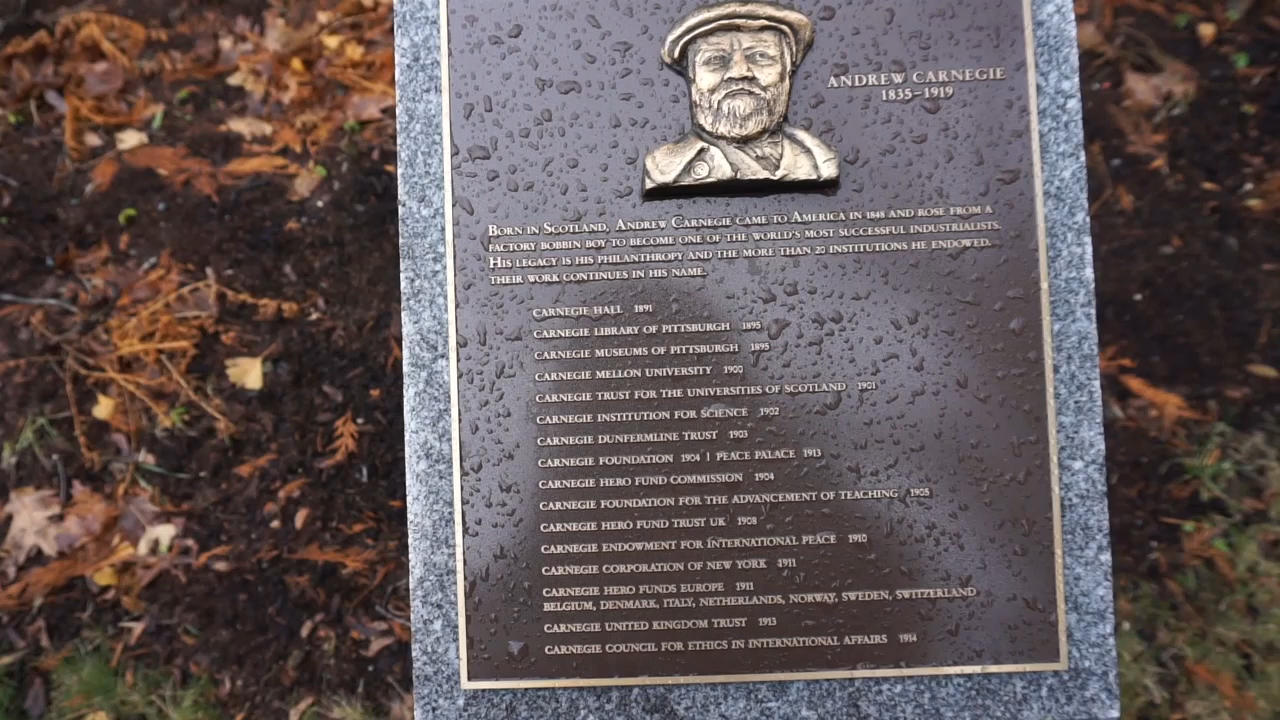 ANDREW CARNEGIE
1835–1919
BORN IN SCOTLAND, ANDREW CARNEGIE CAME TO AMERICA IN 1848 AND ROSE FROM A
FACTORY BOBBIN BOY TO BECOME ONE OF THE WORLD'S MOST SUCCESSFUL INDUSTRIALISTS.
HIS LEGACY IS HIS PHILANTHROPY AND THE MORE THAN 20 INSTITUTIONS HE ENDOWED.
THEIR WORK CONTINUES IN HIS NAME.
CARNEGIE HALL 1891
CARNEGIE LIBRARY OF PITTSBURGH 1895
CARNEGIE MUSEUMS OF PITTSBURGH 1895
CARNEGIE MELLON UNIVERSITY 1900
CARNEGIE TRUST FOR THE UNIVERSITIES OF SCOTLAND 1901
CARNEGIE INSTITUTION FOR SCIENCE 1902
CARNEGIE DUNFERMLINE TRUST 1903
CARNEGIE FOUNDATION 1904 | PEACE PALACE 1913
CARNEGIE HERO FUND COMMISSION 1904
CARNEGIE FOUNDATION FOR THE ADVANCEMENT OF TEACHING 1905
CARNEGIE HERO FUND TRUST UK 1908
CARNEGIE ENDOWMENT FOR INTERNATIONAL PEACE 1910
CARNEGIE CORPORATION OF NEW YORK 1911
CARNEGIE HERO FUNDS EUROPE 1911
BELGIUM, DENMARK, ITALY, NETHERLANDS, NORWAY, SWEDEN, SWITZERLAND
CARNEGIE UNITED KINGDOM TRUST 1913
CARNEGIE COUNCIL FOR ETHICS IN INTERNATIONAL AFFAIRS 1914